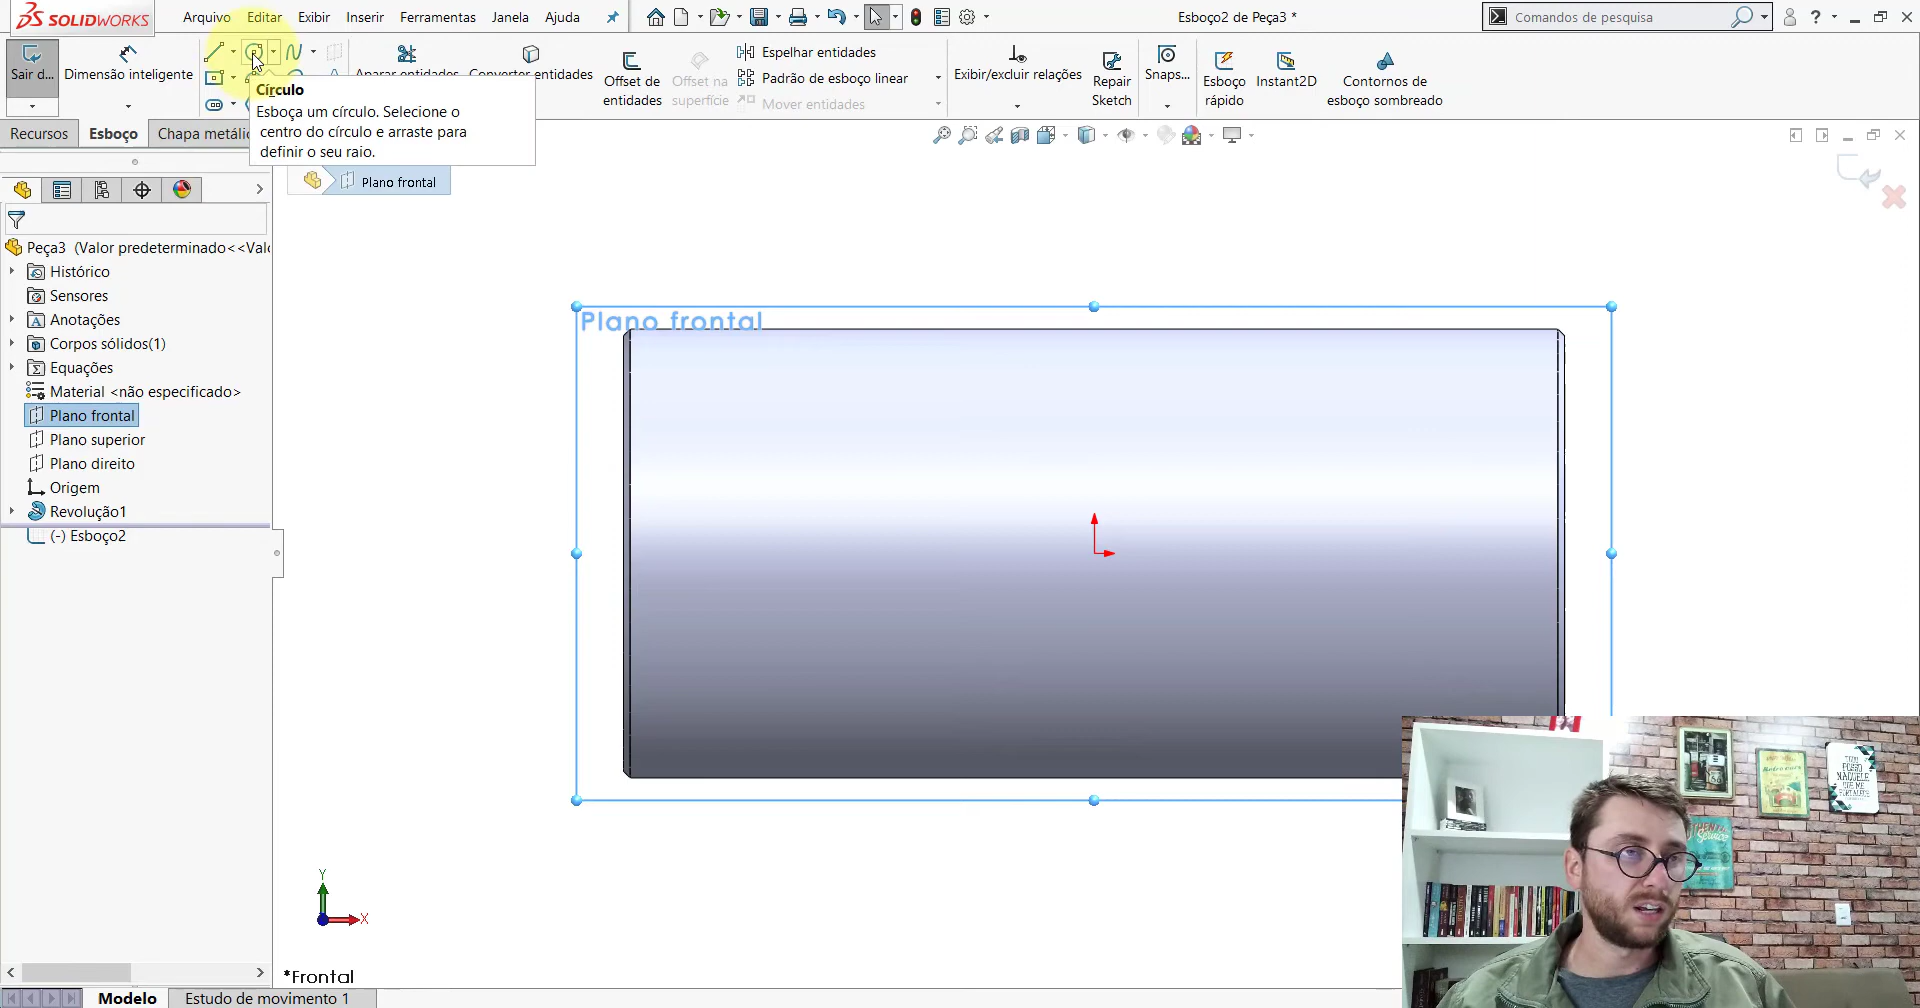 SOLIDWORKS
Arquivo Editar Exibir Inserir Ferramentas Janela Ajuda
Esboço2 de Peça3 *
Comandos de pesquisa
Sair d...
Dimensão inteligente
Aparar entidades
Converter entidades
Offset de entidades
Offset na superfície
Espelhar entidades
Padrão de esboço linear
Mover entidades
Exibir/excluir relações
Repair Sketch
Snaps...
Esboço rápido
Instant2D
Contornos de esboço sombreado
Círculo
Esboça um círculo. Selecione o
centro do círculo e arraste para
definir o seu raio.
Recursos Esboço Chapa metálic
Plano frontal
Peça3 (Valor predeterminado<<Valo
Histórico
Sensores
Anotações
Corpos sólidos(1)
Equações
Material <não especificado>
Plano frontal
Plano superior
Plano direito
Origem
Revolução1
(-) Esboço2
Plano frontal
Y
X
*Frontal
Modelo Estudo de movimento 1